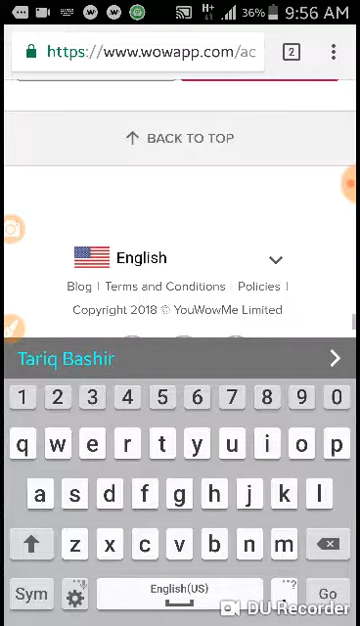 36% 9:56 AM
https://www.wowapp.com/ac 2
BACK TO TOP
English
Blog | Terms and Conditions Policies |
Copyright 2018 © YouWowMe Limited
Tariq Bashir
1 2 3 4 5 6 7 8 9 0
q w e r t y u i o p
a s d f g h j k l
z x c v b n m
Sym English(US) . Go
DU Recorder